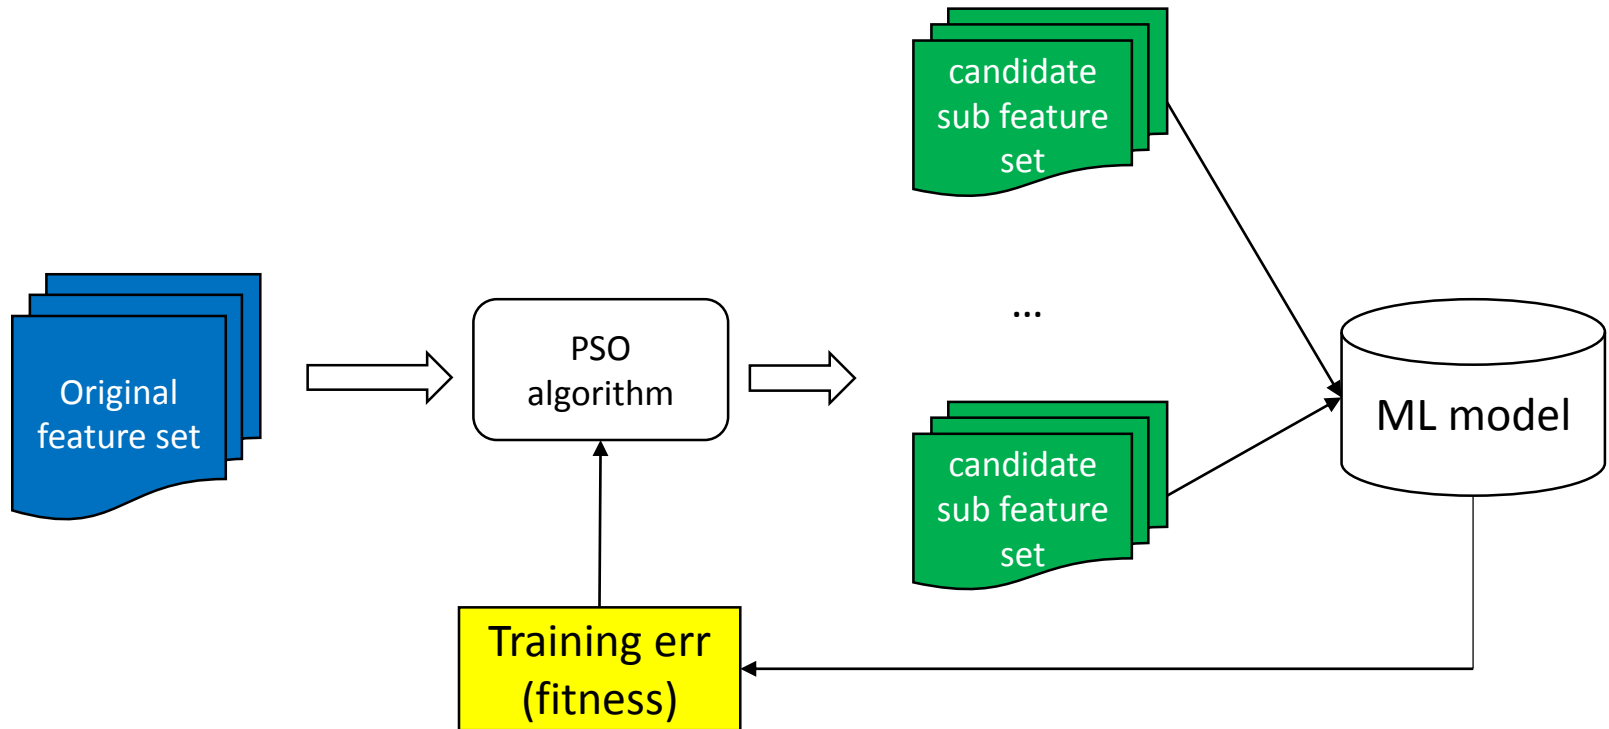 Original
feature set
PSO
algorithm
candidate
sub feature
set
...
candidate
sub feature
set
ML model
Training err
(fitness)